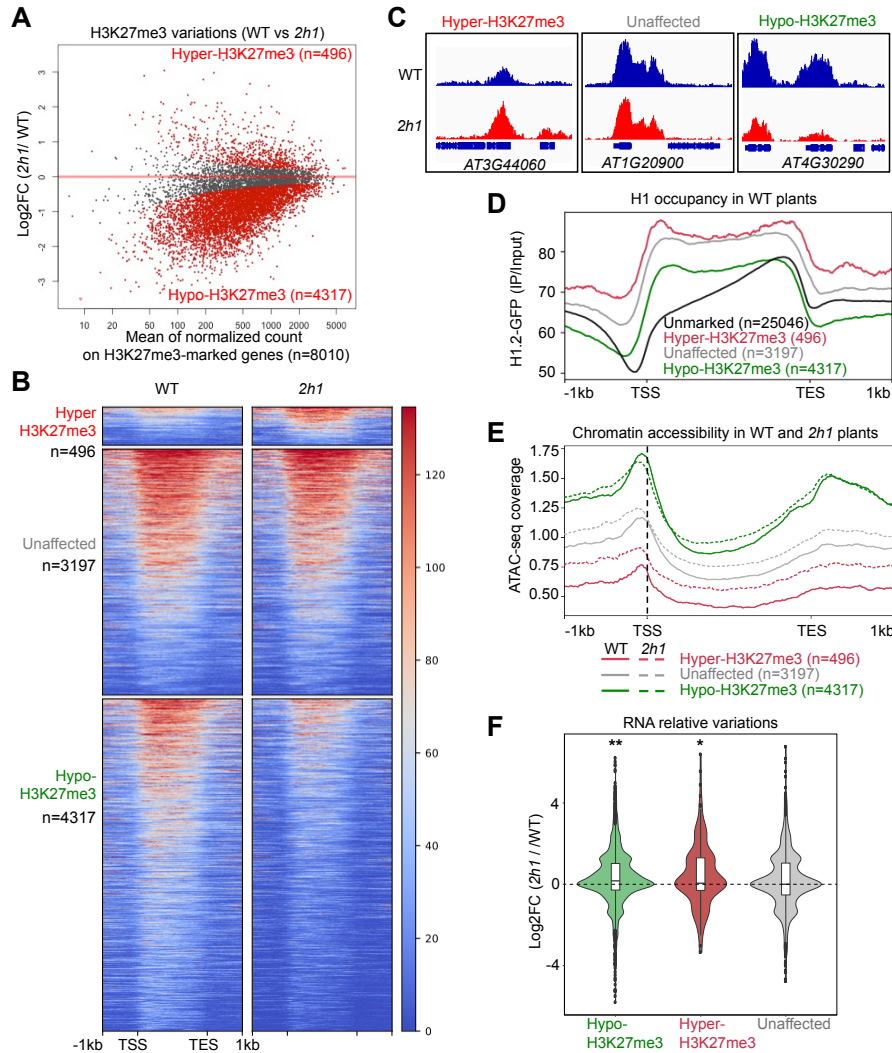 A
H3K27me3 variations (WT vs 2h1)
Hyper-H3K27me3 (n=496)
Log2FC (2h1/ WT)
3
2
1
0
-1
-2
-3
Hypo-H3K27me3 (n=4317)
10 20 50 100 200 500 1000 2000 5000
Mean of normalized count
on H3K27me3-marked genes (n=8010)
B
WT 2h1
Hyper
H3K27me3
n=496
Unaffected
n=3197
Hypo-
H3K27me3
n=4317
-1kb TSS TES 1kb
120
100
80
60
40
20
0
C
Hyper-H3K27me3 Unaffected Hypo-H3K27me3
WT
2h1
AT3G44060 AT1G20900 AT4G30290
D
H1 occupancy in WT plants
H1.2-GFP (IP/Input)
80
70
60
50
Unmarked (n=25046)
Hyper-H3K27me3 (496)
Unaffected (n=3197)
Hypo-H3K27me3 (n=4317)
-1kb TSS TES 1kb
E
Chromatin accessibility in WT and 2h1 plants
ATAC-seq coverage
1.75
1.50
1.25
1.00
0.75
0.50
-1kb TSS TES 1kb
WT 2h1
Hyper-H3K27me3 (n=496)
Unaffected (n=3197)
Hypo-H3K27me3 (n=4317)
F
RNA relative variations
** *
Log2FC (2h1 / /WT)
4
0
-4
Hypo-
H3K27me3
Hyper-
H3K27me3
Unaffected